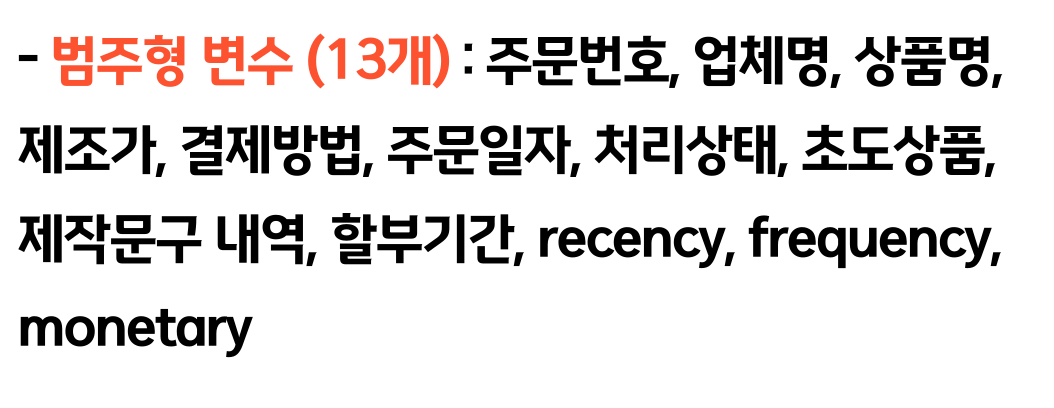 - 범주형 변수 (13개) : 주문번호, 업체명, 상품명,
제조가, 결제방법, 주문일자, 처리상태, 초도상품,
제작문구 내역, 할부기간, recency, frequency,
monetary